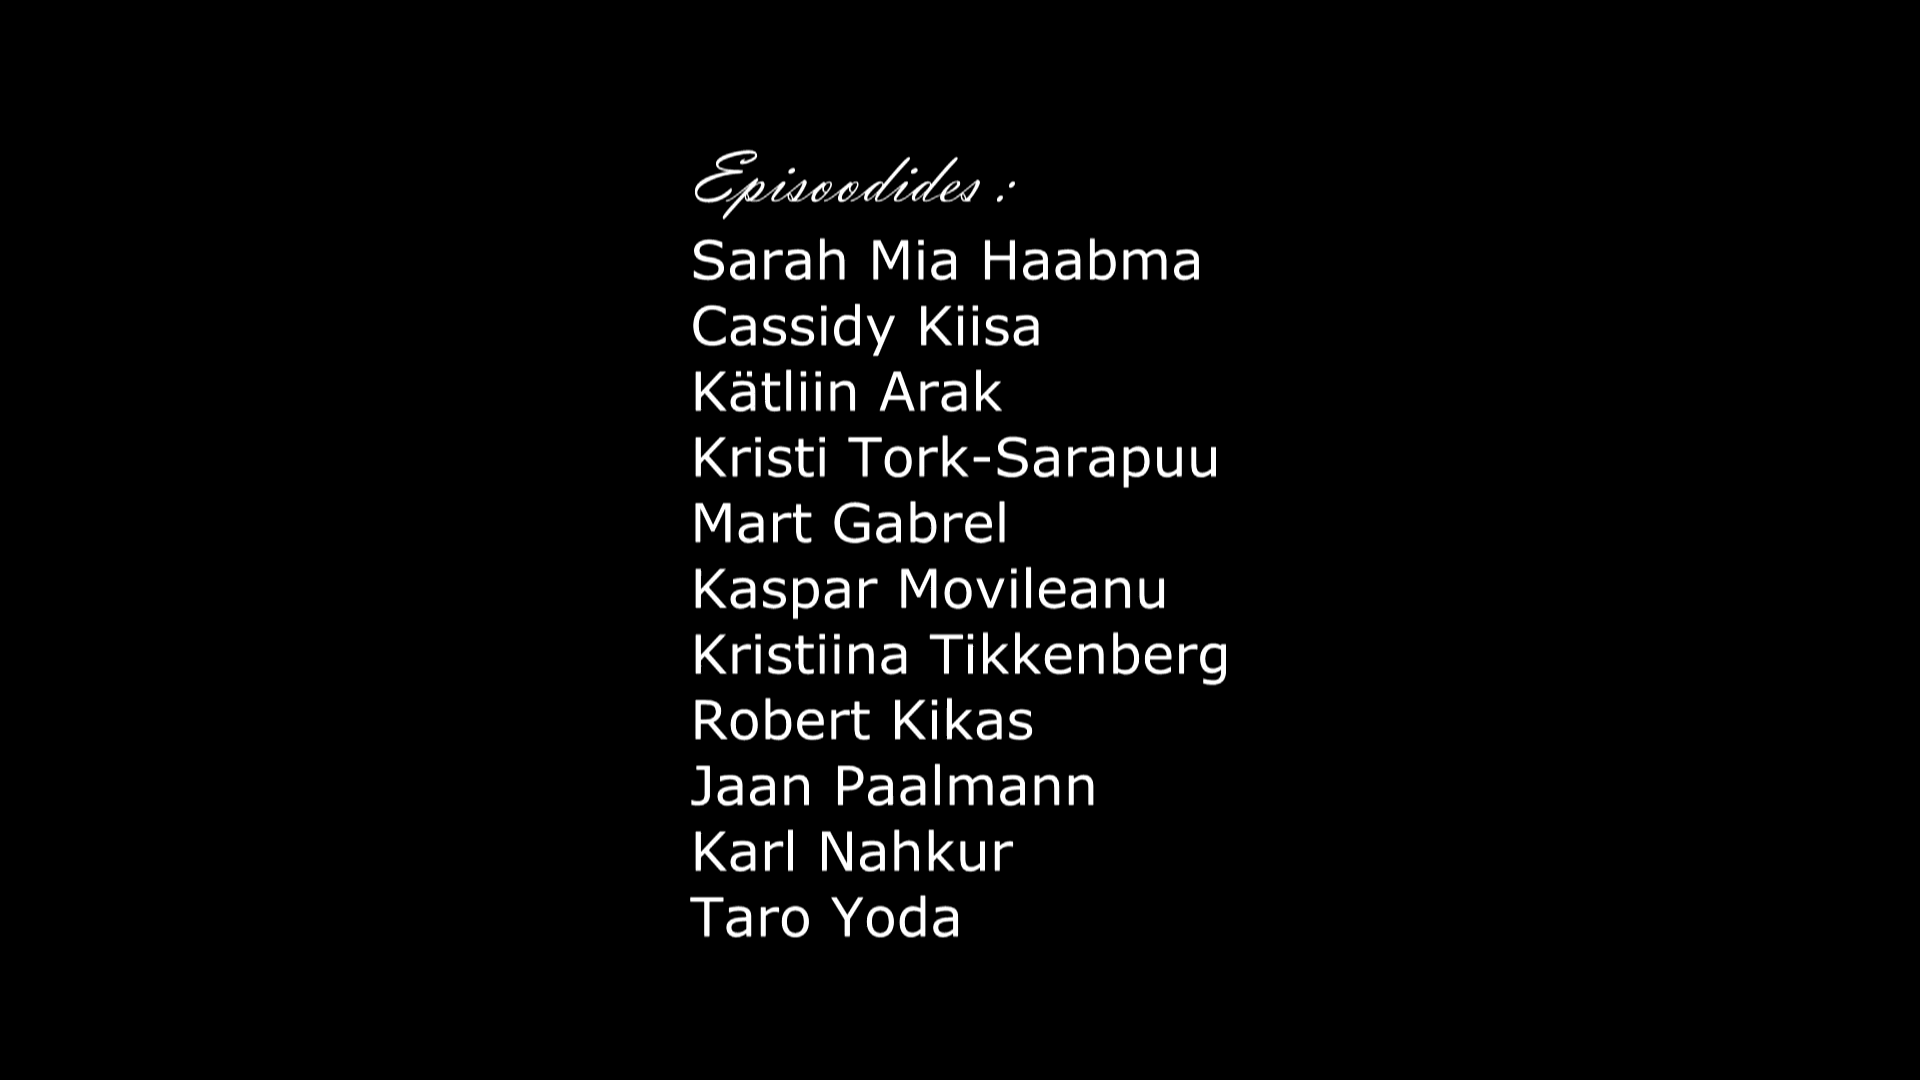 Episoodides :
Sarah Mia Haabma
Cassidy Kiisa
Kätliin Arak
Kristi Tork-Sarapuu
Mart Gabrel
Kaspar Movileanu
Kristiina Tikkenberg
Robert Kikas
Jaan Paalmann
Karl Nahkur
Taro Yoda